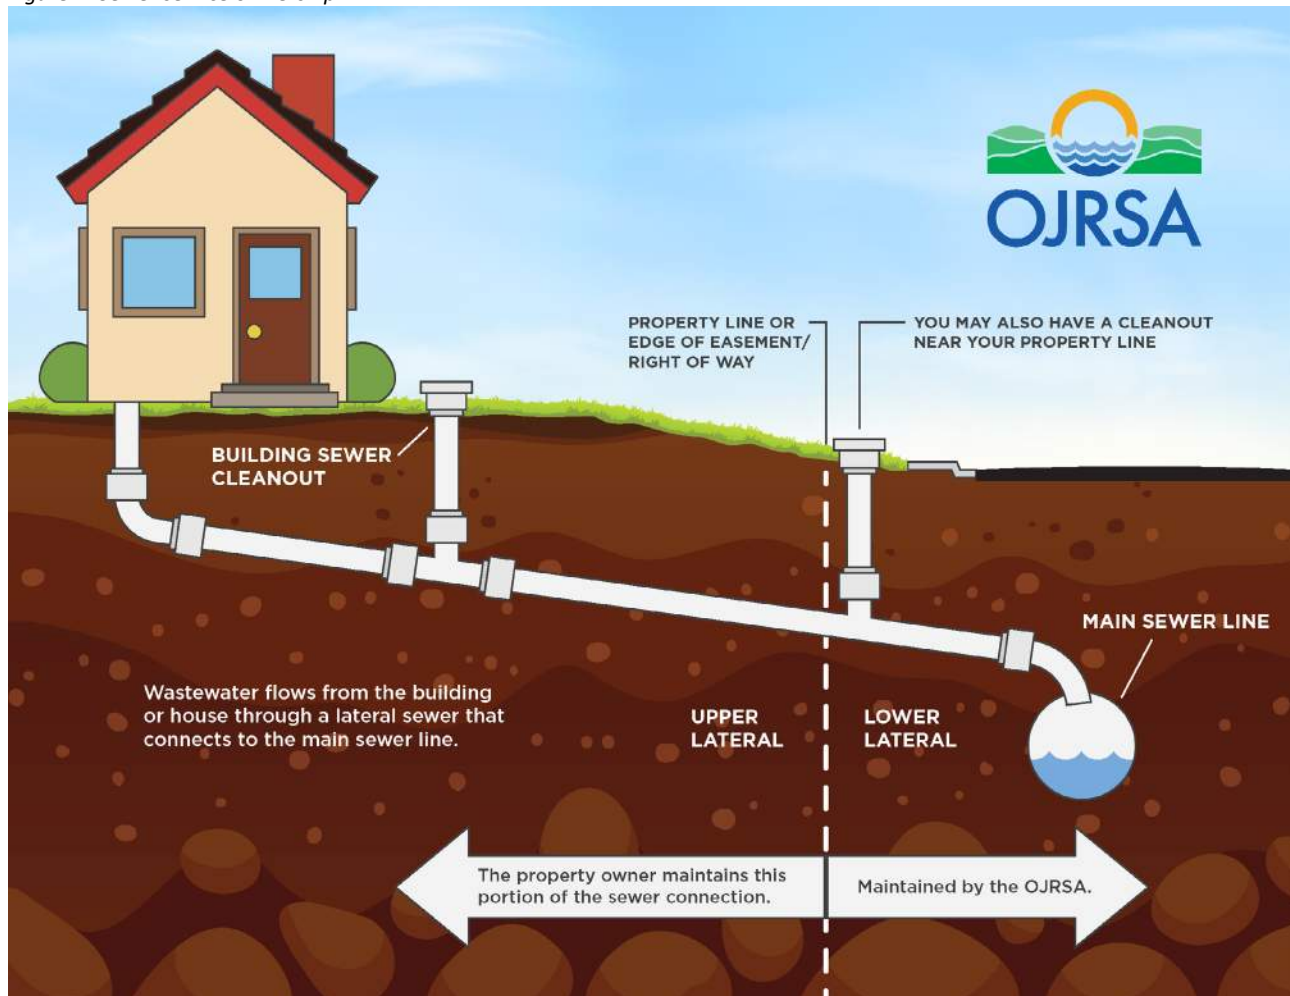 OJRSA
PROPERTY LINE OR
EDGE OF EASEMENT/
RIGHT OF WAY
YOU MAY ALSO HAVE A CLEANOUT
NEAR YOUR PROPERTY LINE
BUILDING SEWER
CLEANOUT
MAIN SEWER LINE
Wastewater flows from the building
or house through a lateral sewer that
connects to the main sewer line.
UPPER
LATERAL
LOWER
LATERAL
The property owner maintains this
portion of the sewer connection.
Maintained by the OJRSA.